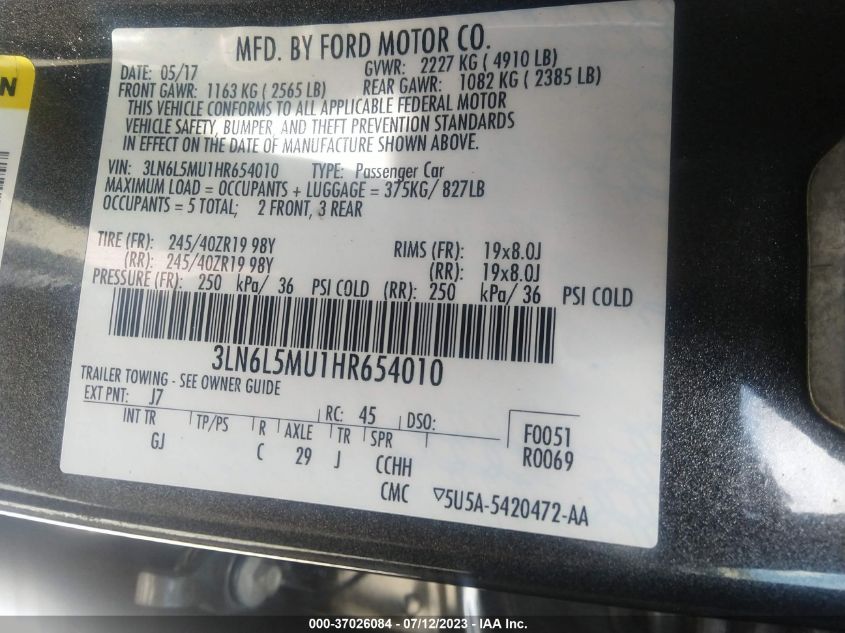 N
MFD. BY FORD MOTOR CO.
DATE: 05/17 GVWR: 2227 KG ( 4910 LB)
FRONT GAWR: 1163 KG ( 2565 LB) REAR GAWR: 1082 KG ( 2385 LB)
THIS VEHICLE CONFORMS TO ALL APPLICABLE FEDERAL MOTOR
VEHICLE SAFETY, BUMPER, AND THEFT PREVENTION STANDARDS
IN EFFECT ON THE DATE OF MANUFACTURE SHOWN ABOVE.
VIN: 3LN6L5MU1HR654010 TYPE: Passenger Car
MAXIMUM LOAD = OCCUPANTS + LUGGAGE = 375KG/ 827LB
OCCUPANTS = 5 TOTAL; 2 FRONT, 3 REAR
TIRE (FR): 245/40ZR19 98Y RIMS (FR): 19x8.0J
(RR): 245/40ZR19 98Y (RR): 19x8.0J
PRESSURE (FR): 250 kPa/ 36 PSI COLD (RR): 250 kPa/ 36 PSI COLD
3LN6L5MU1HR654010
TRAILER TOWING - SEE OWNER GUIDE
EXT PNT: J7 RC: 45 DSO: F0051
INT TR TP/PS R AXLE TR SPR R0069
GJ C 29 J CCHH
CMC ▽5U5A-5420472-AA
000-37026084 - 07/12/2023 - IAA Inc.